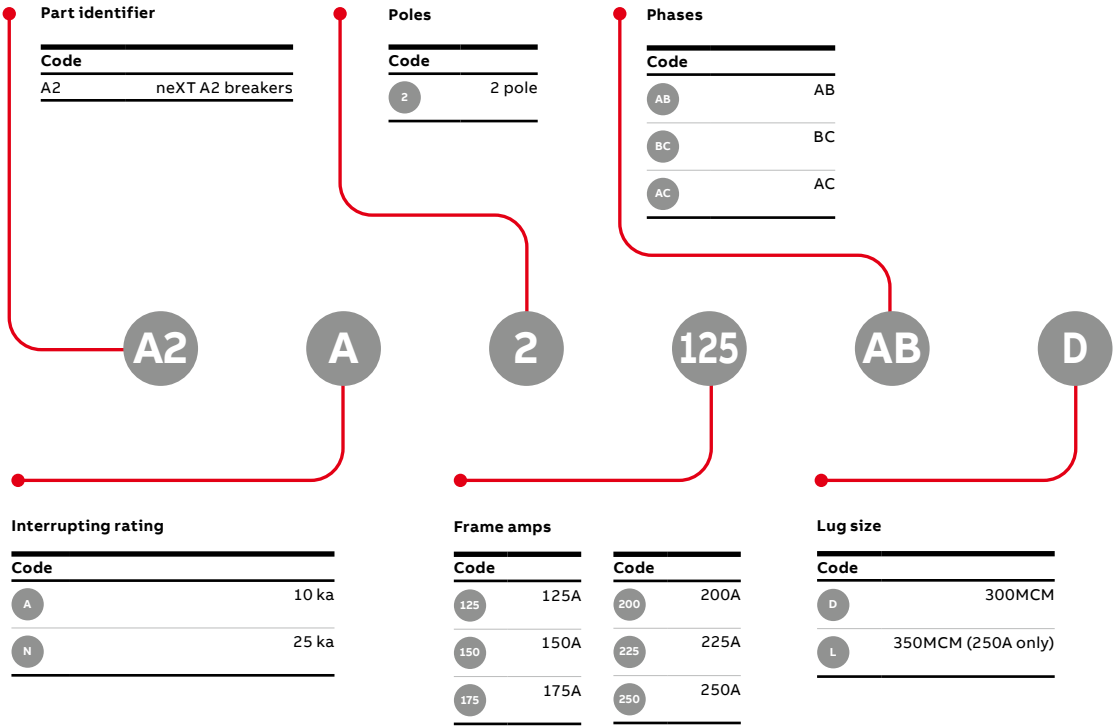 Part identifier
Code
A2 neXT A2 breakers
Poles
Code
2 2 pole
Phases
Code
AB AB
BC BC
AC AC
A2 A 2 125 AB D
Interrupting rating
Code
A 10 ka
N 25 ka
Frame amps
Code
125 125A
150 150A
175 175A
Code
200 200A
225 225A
250 250A
Lug size
Code
D 300MCM
L 350MCM (250A only)